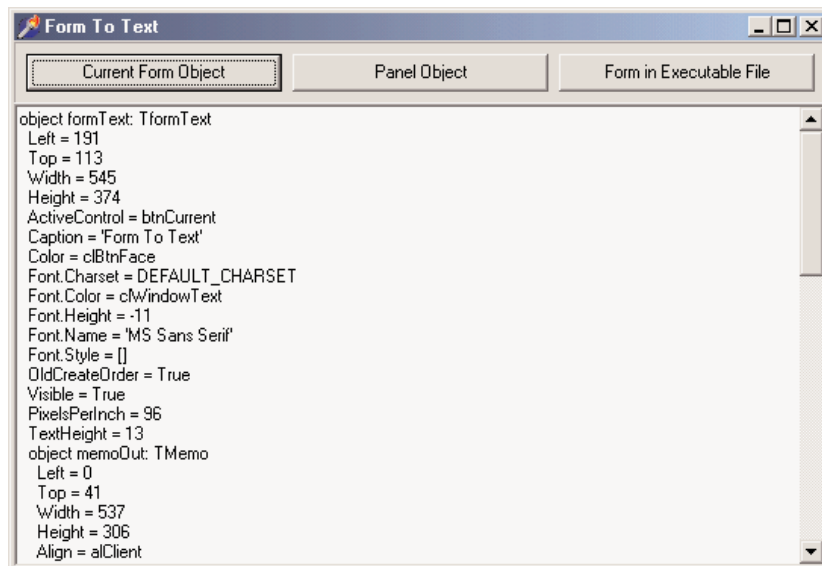 Form To Text
Current Form Object
Panel Object
Form in Executable File
object formText: TformText
Left = 191
Top = 113
Width = 545
Height = 374
ActiveControl = btnCurrent
Caption = 'Form To Text'
Color = clBtnFace
Font.Charset = DEFAULT_CHARSET
Font.Color = clWindowText
Font.Height = -11
Font.Name = 'MS Sans Serif'
Font.Style = []
OldCreateOrder = True
Visible = True
PixelsPerInch = 96
TextHeight = 13
object memoOut: TMemo
Left = 0
Top = 41
Width = 537
Height = 306
Align = alClient